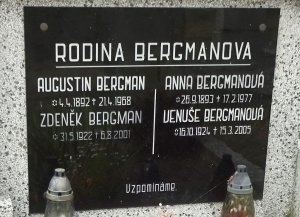 RODINA BERGMANOVA
AUGUSTIN BERGMAN
☆4.4.1892 †21.4.1968
ZDENĚK BERGMAN
☆31.5.1922 †6.8.2001
ANNA BERGMANOVÁ
☆26.9.1893 †17.2.1977
VENUŠE BERGMANOVÁ
☆16.10.1924 †15.3.2005
Vzpomínáme